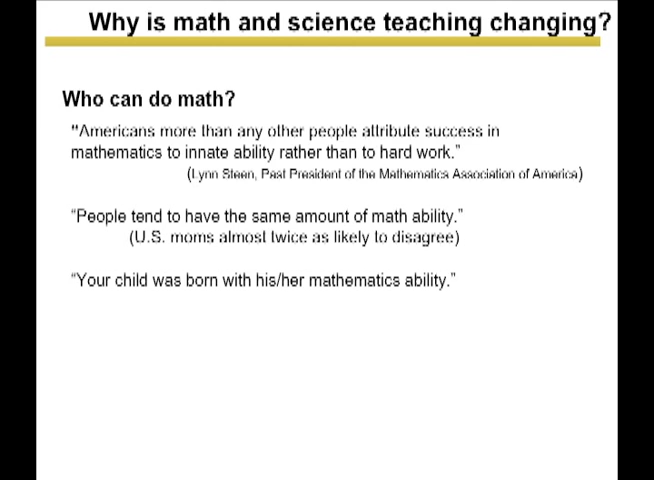 Why is math and science teaching changing?
Who can do math?
"Americans more than any other people attribute success in
mathematics to innate ability rather than to hard work."
(Lynn Steen, Past President of the Mathematics Association of America)
"People tend to have the same amount of math ability."
(U.S. moms almost twice as likely to disagree)
"Your child was born with his/her mathematics ability."